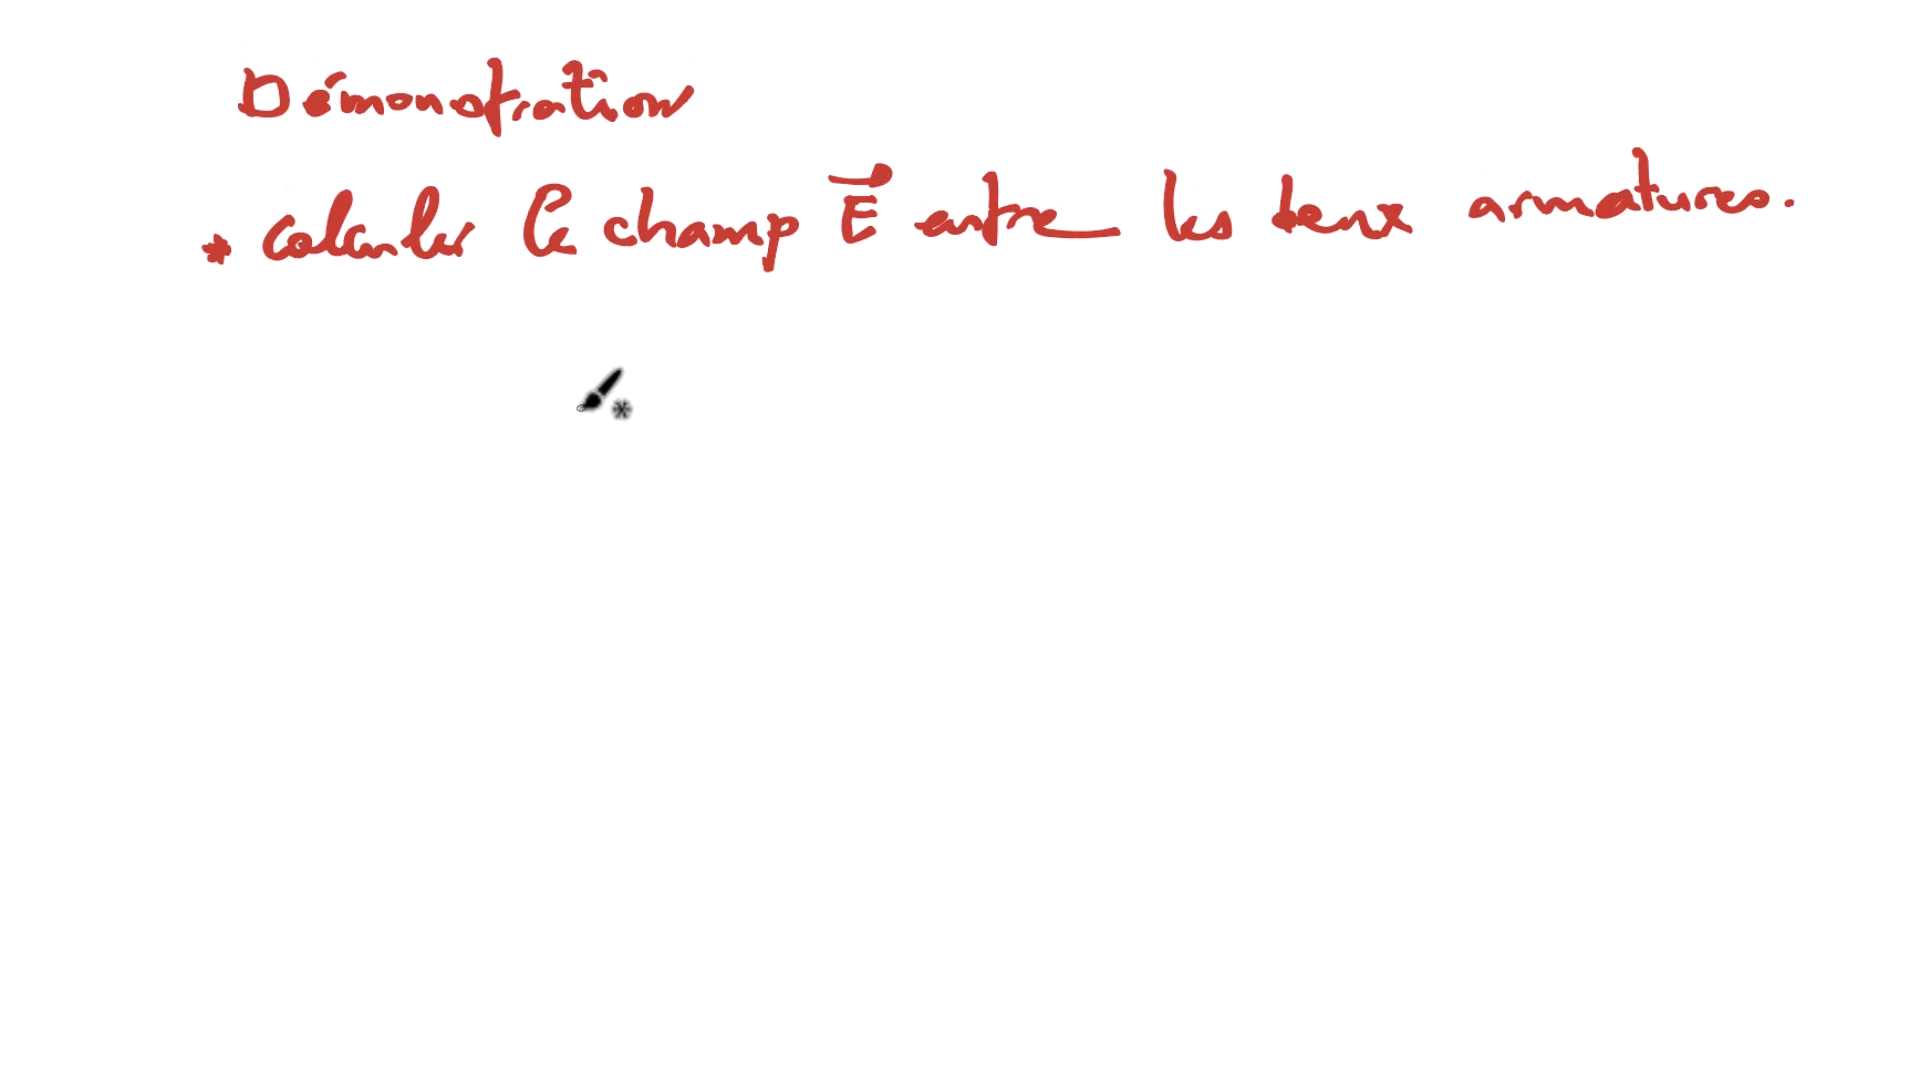 Démonstration
* calculer le champ E entre les deux armatures.